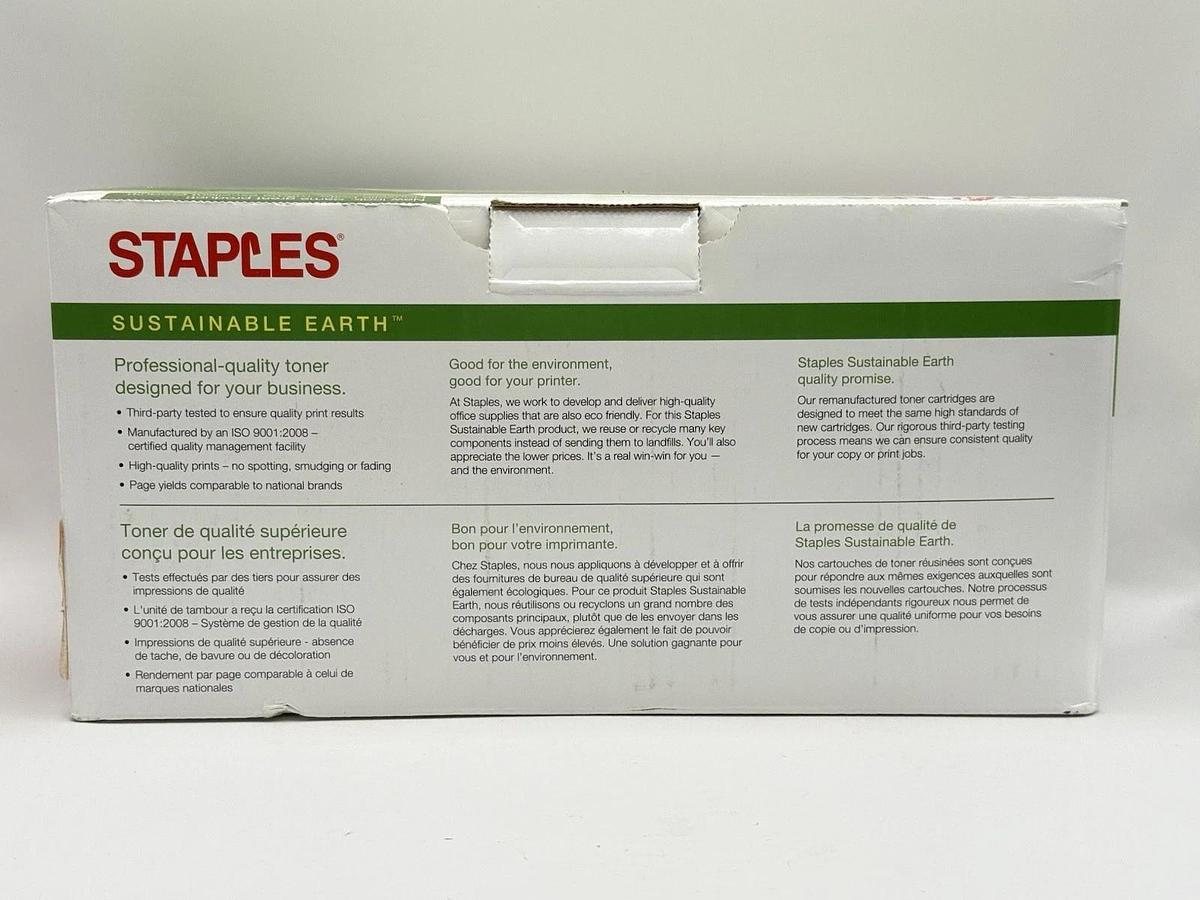 STAPLES®
SUSTAINABLE EARTH™
Professional-quality toner
designed for your business.
• Third-party tested to ensure quality print results
• Manufactured by an ISO 9001:2008 –
certified quality management facility
• High-quality prints – no spotting, smudging or fading
• Page yields comparable to national brands
Good for the environment,
good for your printer.
At Staples, we work to develop and deliver high-quality
office supplies that are also eco friendly. For this Staples
Sustainable Earth product, we reuse or recycle many key
components instead of sending them to landfills. You'll also
appreciate the lower prices. It's a real win-win for you —
and the environment.
Staples Sustainable Earth
quality promise.
Our remanufactured toner cartridges are
designed to meet the same high standards of
new cartridges. Our rigorous third-party testing
process means we can ensure consistent quality
for your copy or print jobs.
Toner de qualité supérieure
conçu pour les entreprises.
• Tests effectués par des tiers pour assurer des
impressions de qualité
• L'unité de tambour a reçu la certification ISO
9001:2008 – Système de gestion de la qualité
• Impressions de qualité supérieure - absence
de tache, de bavure ou de décoloration
• Rendement par page comparable à celui de
marques nationales
Bon pour l'environnement,
bon pour votre imprimante.
Chez Staples, nous nous appliquons à développer et à offrir
des fournitures de bureau de qualité supérieure qui sont
également écologiques. Pour ce produit Staples Sustainable
Earth, nous réutilisons ou recyclons un grand nombre des
composants principaux, plutôt que de les envoyer dans les
décharges. Vous apprécierez également le fait de pouvoir
bénéficier de prix moins élevés. Une solution gagnante pour
vous et pour l'environnement.
La promesse de qualité de
Staples Sustainable Earth.
Nos cartouches de toner réusinées sont conçues
pour répondre aux mêmes exigences auxquelles sont
soumises les nouvelles cartouches. Notre processus
de tests indépendants rigoureux nous permet de
vous assurer une qualité uniforme pour vos besoins
de copie ou d'impression.